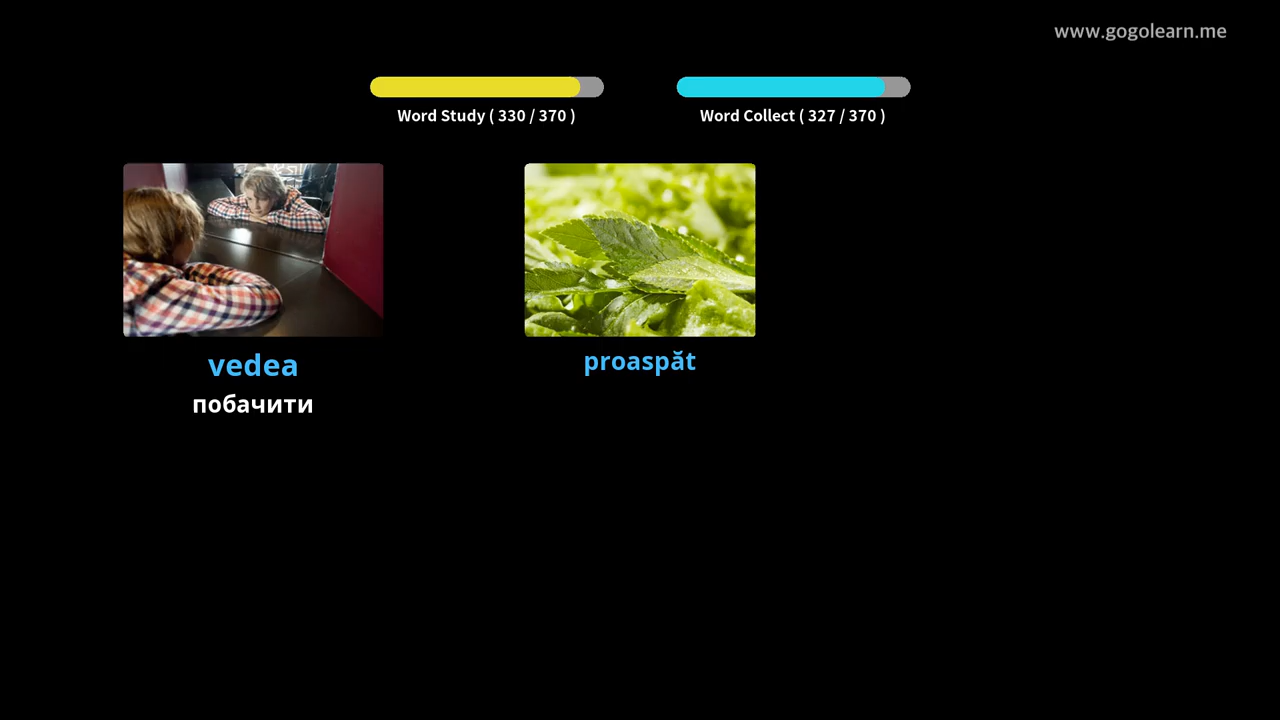 www.gogolearn.me
Word Study ( 330 / 370 )
Word Collect ( 327 / 370 )
vedea
побачити
proaspăt